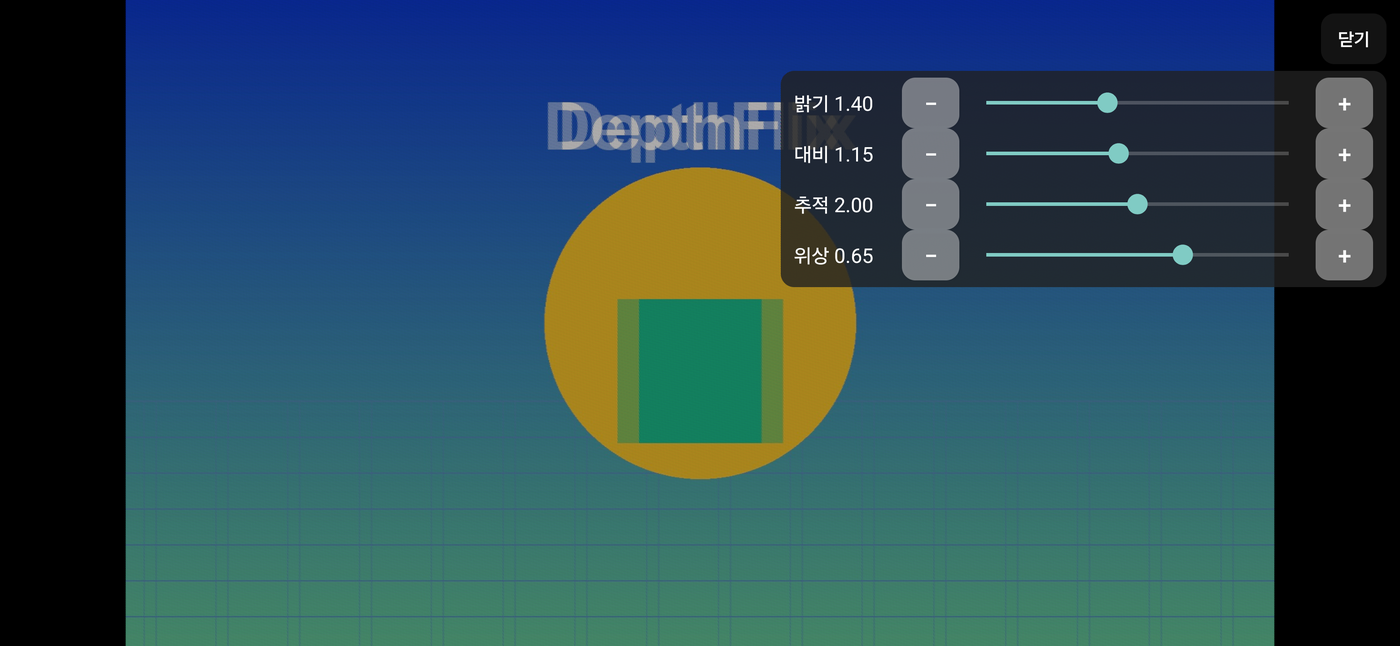 닫기
DepthFlix
밝기 1.40 - +
대비 1.15 - +
추적 2.00 - +
위상 0.65 - +